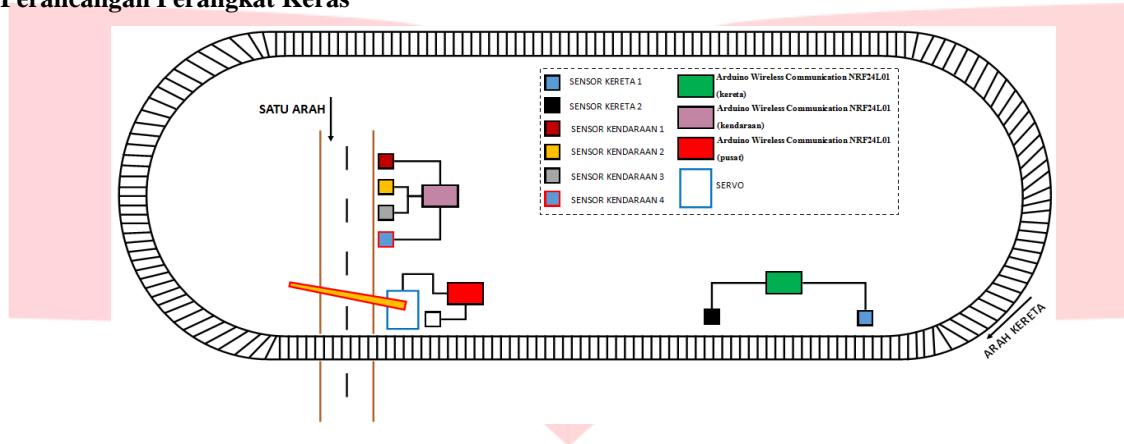 Perancangan Perangkat Keras
SATU ARAH
SENSOR KERETA 1
SENSOR KERETA 2
SENSOR KENDARAAN 1
SENSOR KENDARAAN 2
SENSOR KENDARAAN 3
SENSOR KENDARAAN 4
Arduino Wireless Communication NRF24L01
(kereta)
Arduino Wireless Communication NRF24L01
(kendaraan)
Arduino Wireless Communication NRF24L01
(pusat)
SERVO
ARAH KERETA